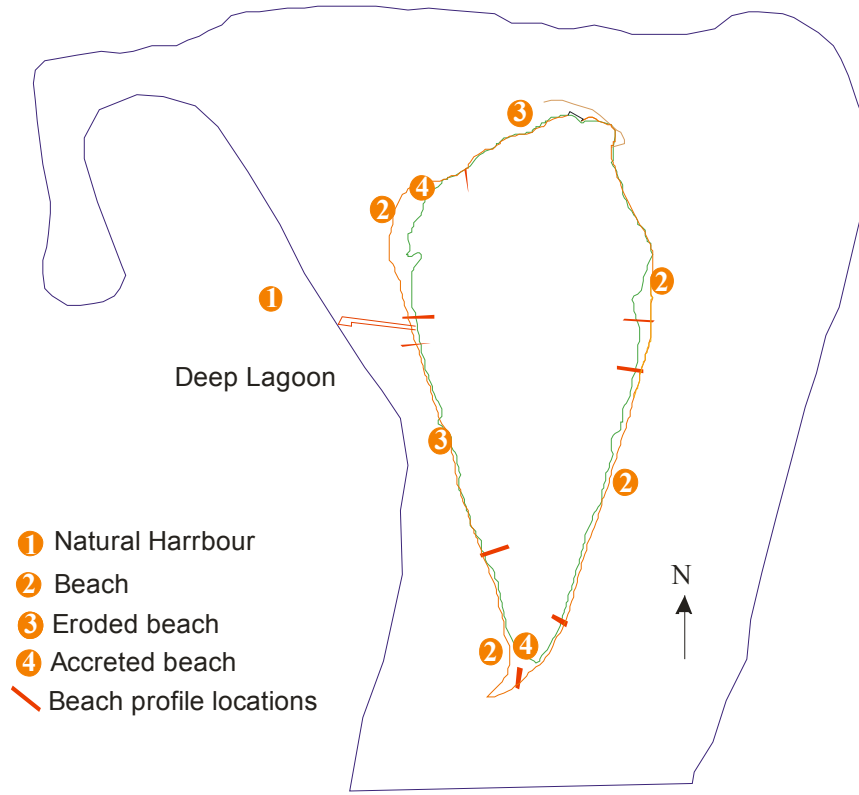 3
4
2
2
1
Deep Lagoon
3
2
1 Natural Harrbour
2 Beach
N
3 Eroded beach
4 Accreted beach
2
4
Beach profile locations